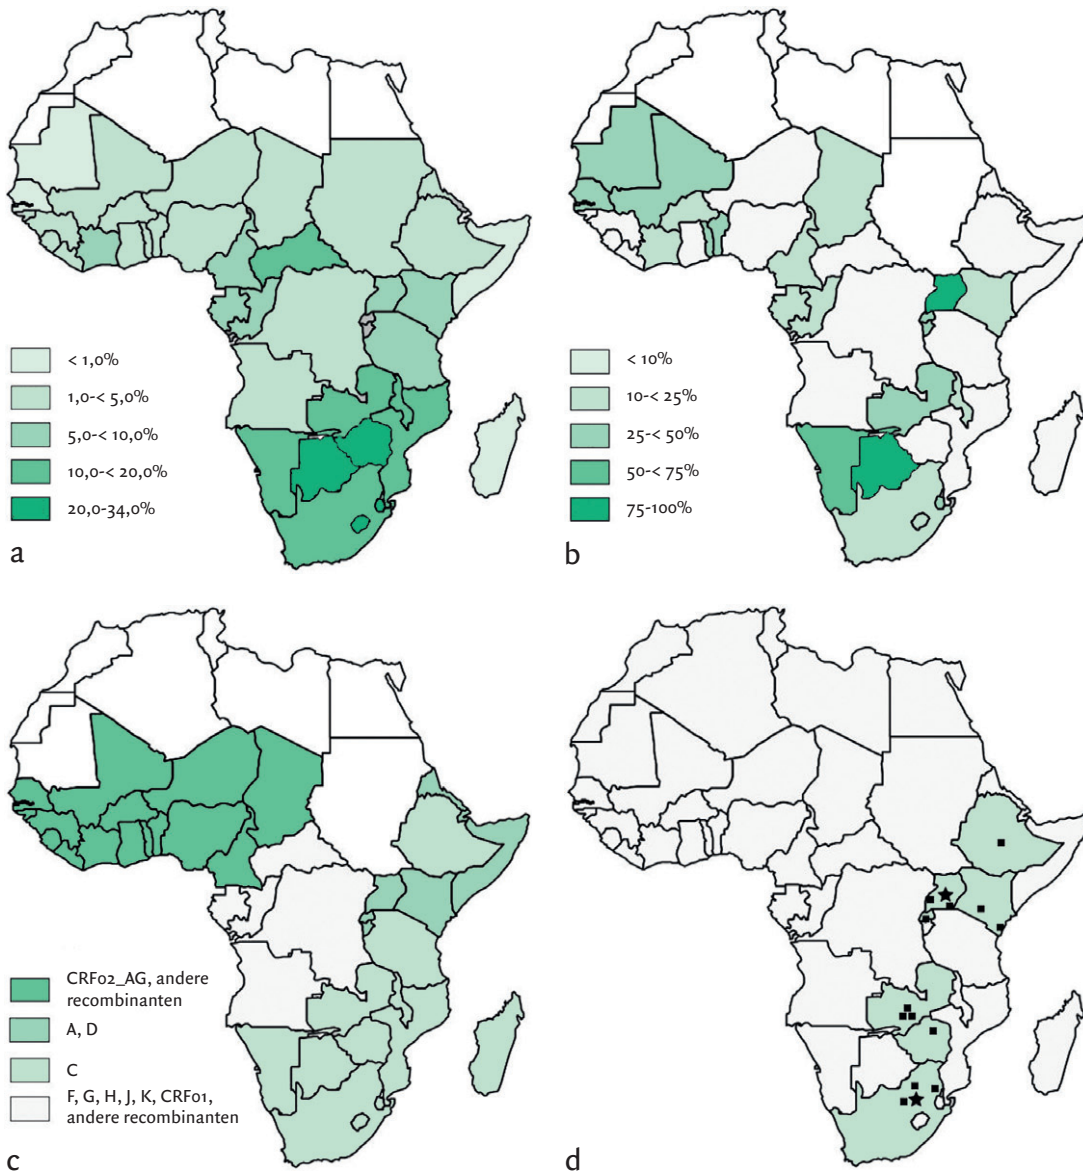 < 1,0%
1,0-< 5,0%
5,0-< 10,0%
10,0-< 20,0%
20,0-34,0%
a
< 10%
10-< 25%
25-< 50%
50-< 75%
75-100%
b
CRF02_AG, andere
recombinanten
A, D
C
F, G, H, J, K, CRF01,
andere recombinanten
c
d